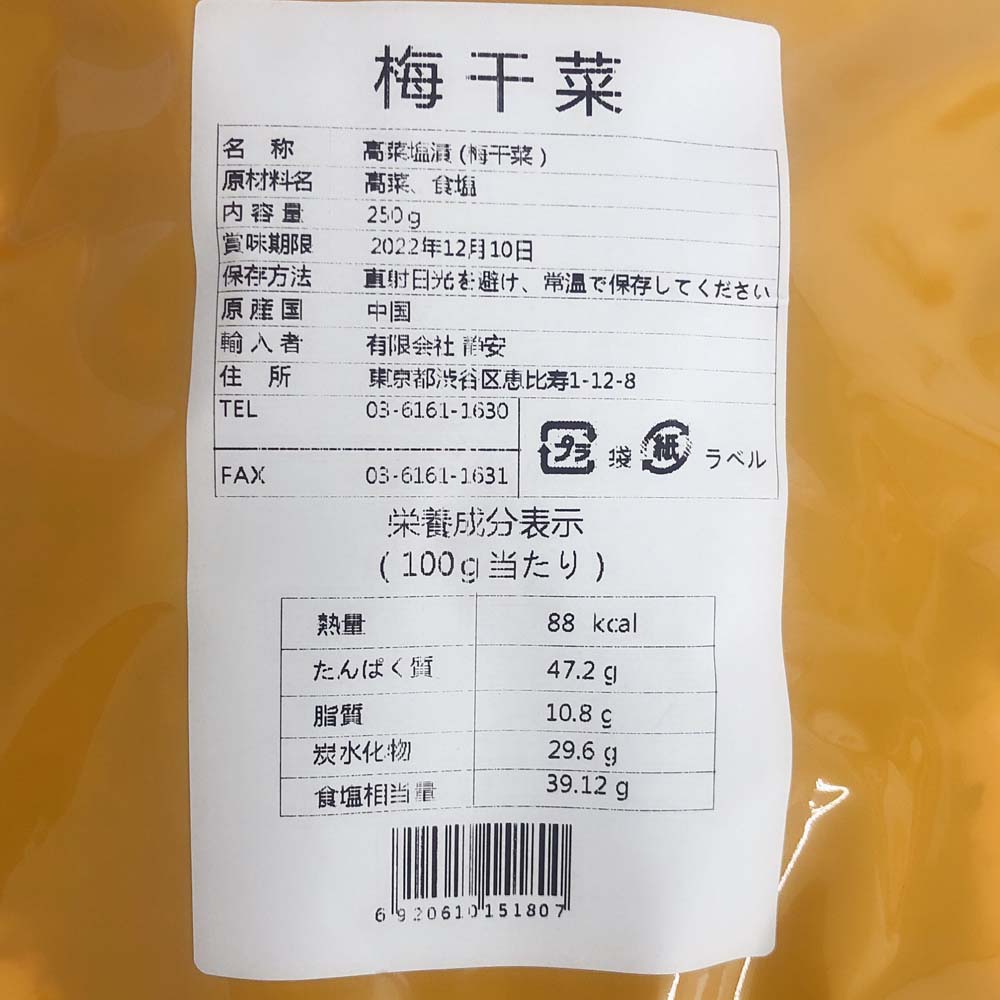 梅干菜
名 称 高菜塩漬(梅干菜)
原材料名 高菜、食塩
内容量 250g
賞味期限 2022年12月10日
保存方法 直射日光を避け、常温で保存してください
原産国 中国
輸入者 有限会社 静安
住 所 東京都渋谷区恵比寿1-12-8
TEL 03-6161-1630
プラ 袋 紙 ラベル
FAX 03-6161-1631
栄養成分表示
(100g当たり)
熱量 88 kcal
たんぱく質 47.2 g
脂質 10.8 g
炭水化物 29.6 g
食塩相当量 39.12 g
6 920610 151807